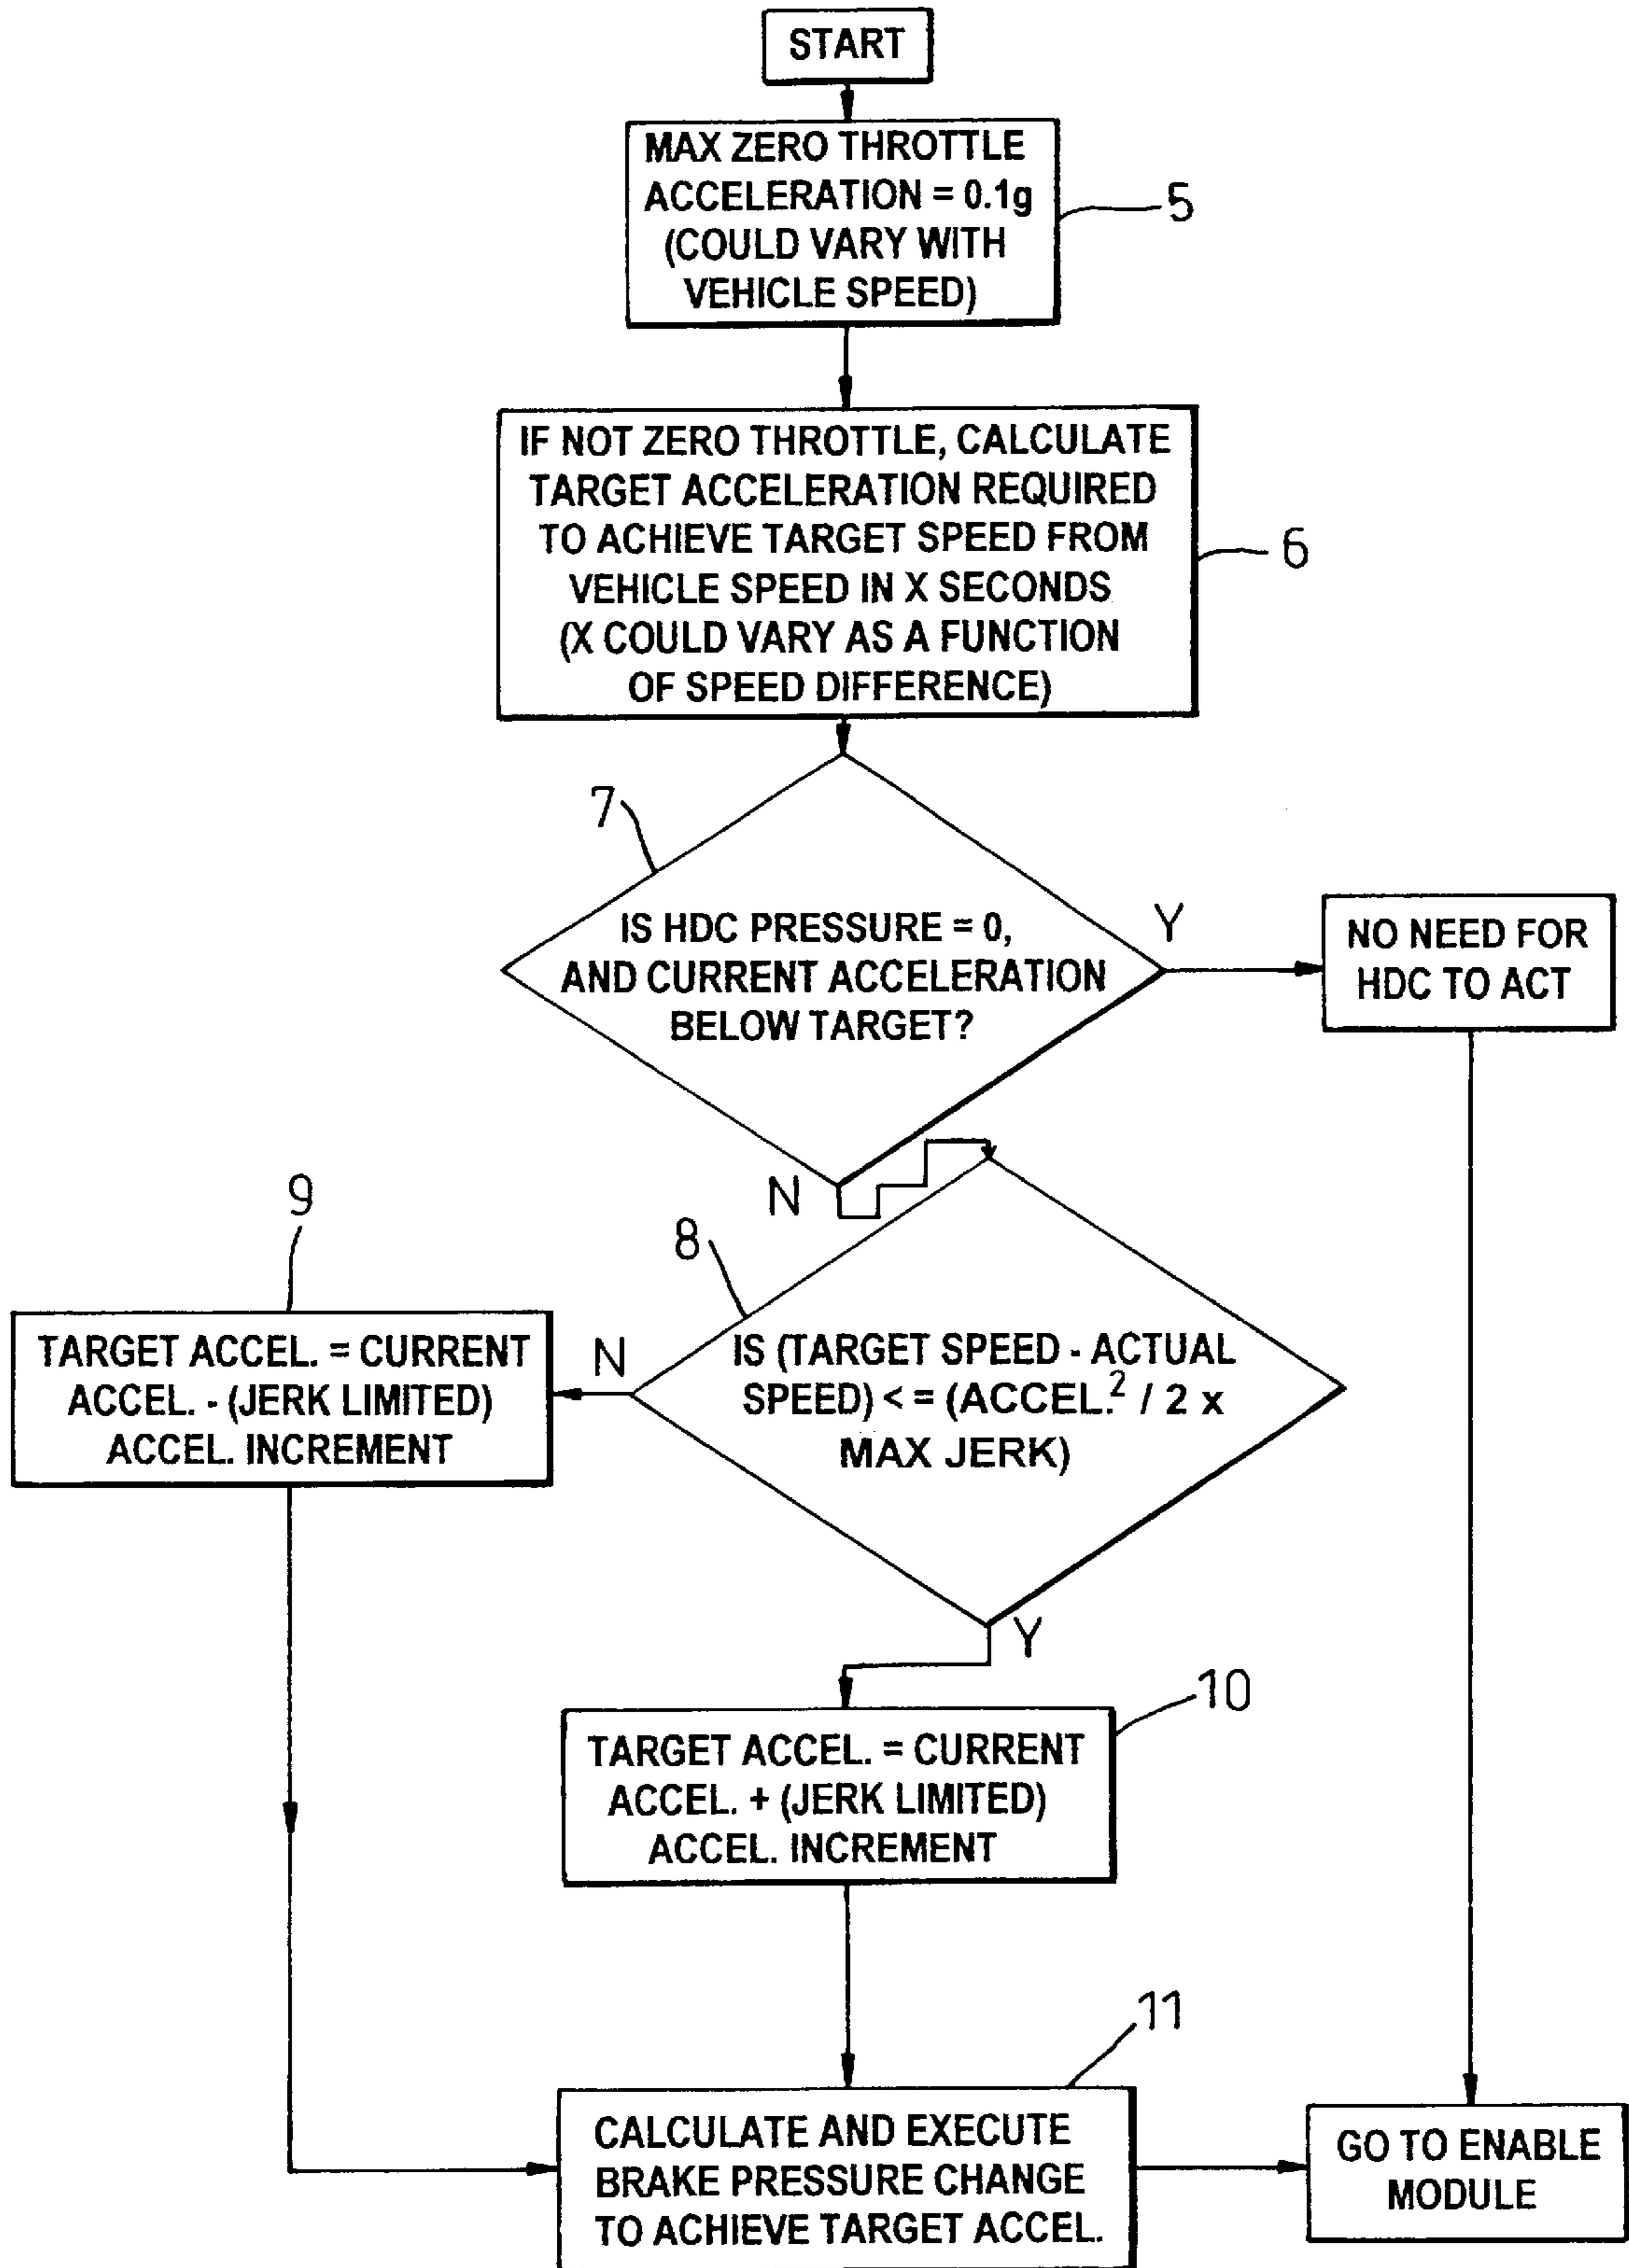 START
MAX ZERO THROTTLE
ACCELERATION = 0.1g
(COULD VARY WITH
VEHICLE SPEED)
5
IF NOT ZERO THROTTLE, CALCULATE
TARGET ACCELERATION REQUIRED
TO ACHIEVE TARGET SPEED FROM
VEHICLE SPEED IN X SECONDS
(X COULD VARY AS A FUNCTION
OF SPEED DIFFERENCE)
6
7
IS HDC PRESSURE = 0,
AND CURRENT ACCELERATION
BELOW TARGET?
Y
NO NEED FOR
HDC TO ACT
N
8
IS (TARGET SPEED - ACTUAL
SPEED) < = (ACCEL.² / 2 x
MAX JERK)
N
9
TARGET ACCEL. = CURRENT
ACCEL. - (JERK LIMITED)
ACCEL. INCREMENT
Y
10
TARGET ACCEL. = CURRENT
ACCEL. + (JERK LIMITED)
ACCEL. INCREMENT
11
CALCULATE AND EXECUTE
BRAKE PRESSURE CHANGE
TO ACHIEVE TARGET ACCEL.
GO TO ENABLE
MODULE